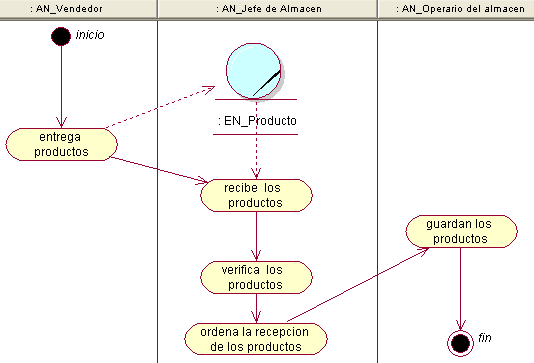 : AN_Vendedor
: AN_Jefe de Almacen
: AN_Operario del almacen
inicio
entrega
productos
: EN_Producto
recibe los
productos
verifica los
productos
ordena la recepcion
de los productos
guardan los
productos
fin